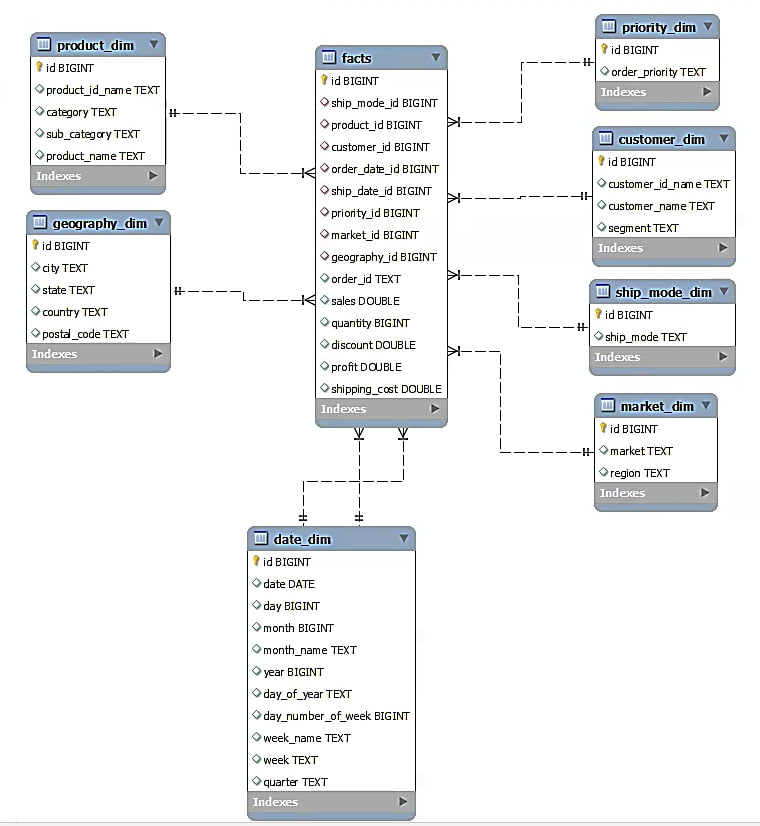 product_dim
id BIGINT
product_id_name TEXT
category TEXT
sub_category TEXT
product_name TEXT
Indexes
geography_dim
id BIGINT
city TEXT
state TEXT
country TEXT
postal_code TEXT
Indexes
facts
id BIGINT
ship_mode_id BIGINT
product_id BIGINT
customer_id BIGINT
order_date_id BIGINT
ship_date_id BIGINT
priority_id BIGINT
market_id BIGINT
geography_id BIGINT
order_id TEXT
sales DOUBLE
quantity BIGINT
discount DOUBLE
profit DOUBLE
shipping_cost DOUBLE
Indexes
priority_dim
id BIGINT
order_priority TEXT
Indexes
customer_dim
id BIGINT
customer_id_name TEXT
customer_name TEXT
segment TEXT
Indexes
ship_mode_dim
id BIGINT
ship_mode TEXT
Indexes
market_dim
id BIGINT
market TEXT
region TEXT
Indexes
date_dim
id BIGINT
date DATE
day BIGINT
month BIGINT
month_name TEXT
year BIGINT
day_of_year TEXT
day_number_of_week BIGINT
week_name TEXT
week TEXT
quarter TEXT
Indexes